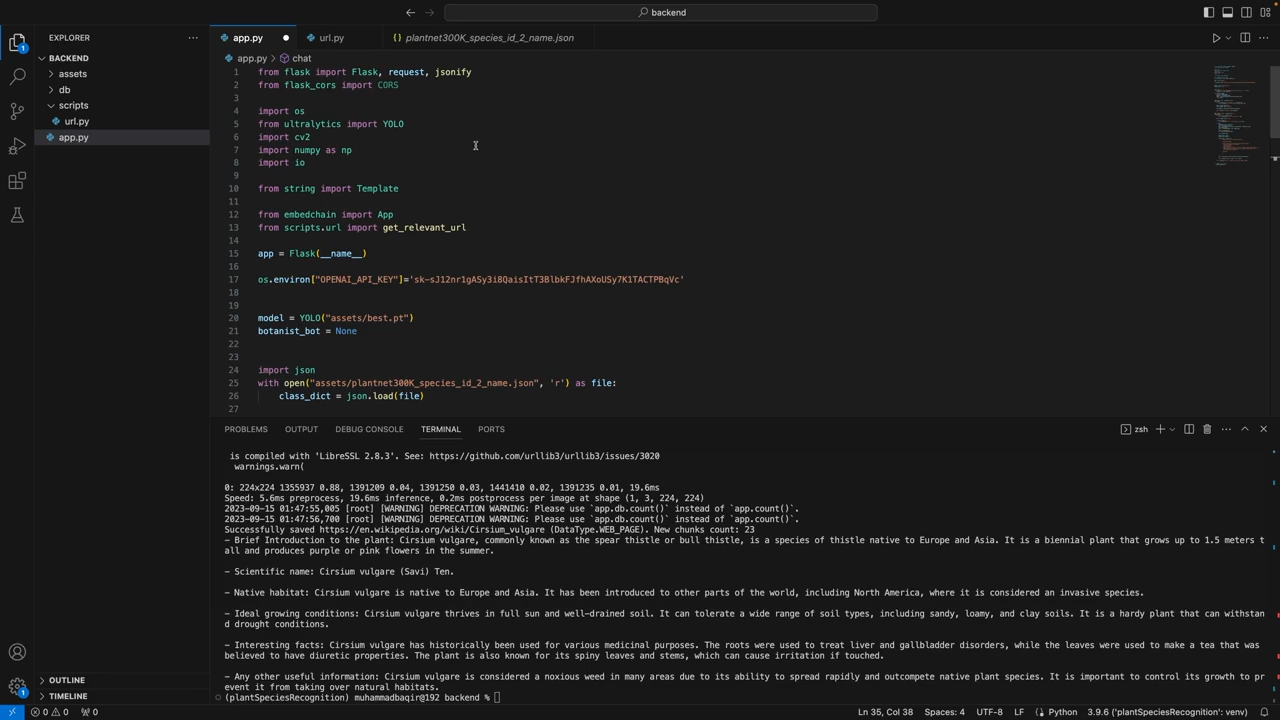 backend
EXPLORER
BACKEND
assets
db
scripts
url.py
app.py
OUTLINE
TIMELINE
app.py
url.py
{} plantnet300K_species_id_2_name.json
app.py > chat
1 from flask import Flask, request, jsonify
2 from flask_cors import CORS
3
4 import os
5 from ultralytics import YOLO
6 import cv2
7 import numpy as np
8 import io
9
10 from string import Template
11
12 from embedchain import App
13 from scripts.url import get_relevant_url
14
15 app = Flask(__name__)
16
17 os.environ["OPENAI_API_KEY"]='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'
18
19
20 model = YOLO("assets/best.pt")
21 botanist_bot = None
22
23
24 import json
25 with open("assets/plantnet300K_species_id_2_name.json", 'r') as file:
26 class_dict = json.load(file)
27
PROBLEMS OUTPUT DEBUG CONSOLE TERMINAL PORTS
zsh
is compiled with 'LibreSSL 2.8.3'. See: https://github.com/urllib3/urllib3/issues/3020
warnings.warn(
0: 224x224 1355937 0.88, 1391209 0.04, 1391250 0.03, 1441410 0.02, 1391235 0.01, 19.6ms
Speed: 5.6ms preprocess, 19.6ms inference, 0.2ms postprocess per image at shape (1, 3, 224, 224)
2023-09-15 01:47:55,005 [root] [WARNING] DEPRECATION WARNING: Please use `app.db.count()` instead of `app.count()`.
2023-09-15 01:47:56,700 [root] [WARNING] DEPRECATION WARNING: Please use `app.db.count()` instead of `app.count()`.
Successfully saved https://en.wikipedia.org/wiki/Cirsium_vulgare (DataType.WEB_PAGE). New chunks count: 23
- Brief Introduction to the plant: Cirsium vulgare, commonly known as the spear thistle or bull thistle, is a species of thistle native to Europe and Asia. It is a biennial plant that grows up to 1.5 meters t
all and produces purple or pink flowers in the summer.
- Scientific name: Cirsium vulgare (Savi) Ten.
- Native habitat: Cirsium vulgare is native to Europe and Asia. It has been introduced to other parts of the world, including North America, where it is considered an invasive species.
- Ideal growing conditions: Cirsium vulgare thrives in full sun and well-drained soil. It can tolerate a wide range of soil types, including sandy, loamy, and clay soils. It is a hardy plant that can withstan
d drought conditions.
- Interesting facts: Cirsium vulgare has historically been used for various medicinal purposes. The roots were used to treat liver and gallbladder disorders, while the leaves were used to make a tea that was
believed to have diuretic properties. The plant is also known for its spiny leaves and stems, which can cause irritation if touched.
- Any other useful information: Cirsium vulgare is considered a noxious weed in many areas due to its ability to spread rapidly and outcompete native plant species. It is important to control its growth to pr
event it from taking over natural habitats.
(plantSpeciesRecognition) muhammadbaqir@192 backend %
0 0 0 Ln 35, Col 38 Spaces: 4 UTF-8 LF Python 3.9.6 ('plantSpeciesRecognition': venv)